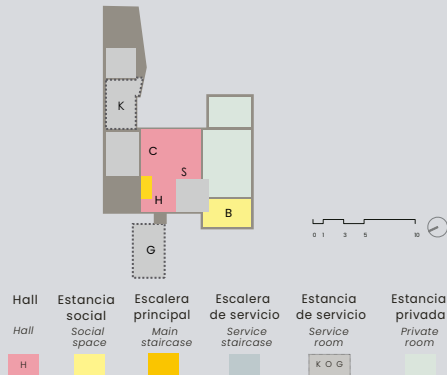 K
C
S
H
B
G
0 1 3 5 10
Hall
Hall
H
Estancia
social
Social
space
Escalera
principal
Main
staircase
Escalera
de servicio
Service
staircase
Estancia
de servicio
Service
room
K O G
Estancia
privada
Private
room